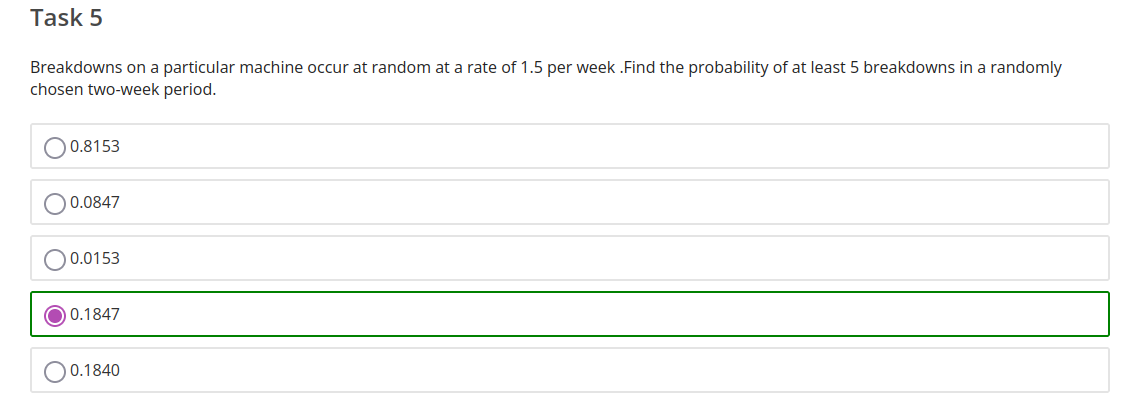 Task 5
Breakdowns on a particular machine occur at random at a rate of 1.5 per week .Find the probability of at least 5 breakdowns in a randomly
chosen two-week period.
0.8153
0.0847
0.0153
0.1847
0.1840